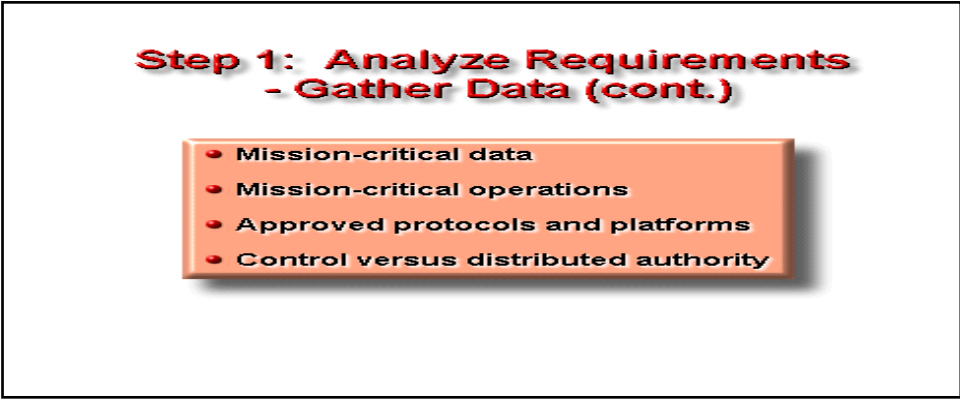 Step 1: Analyze Requirements
- Gather Data (cont.)
Mission-critical data
Mission-critical operations
Approved protocols and platforms
Control versus distributed authority